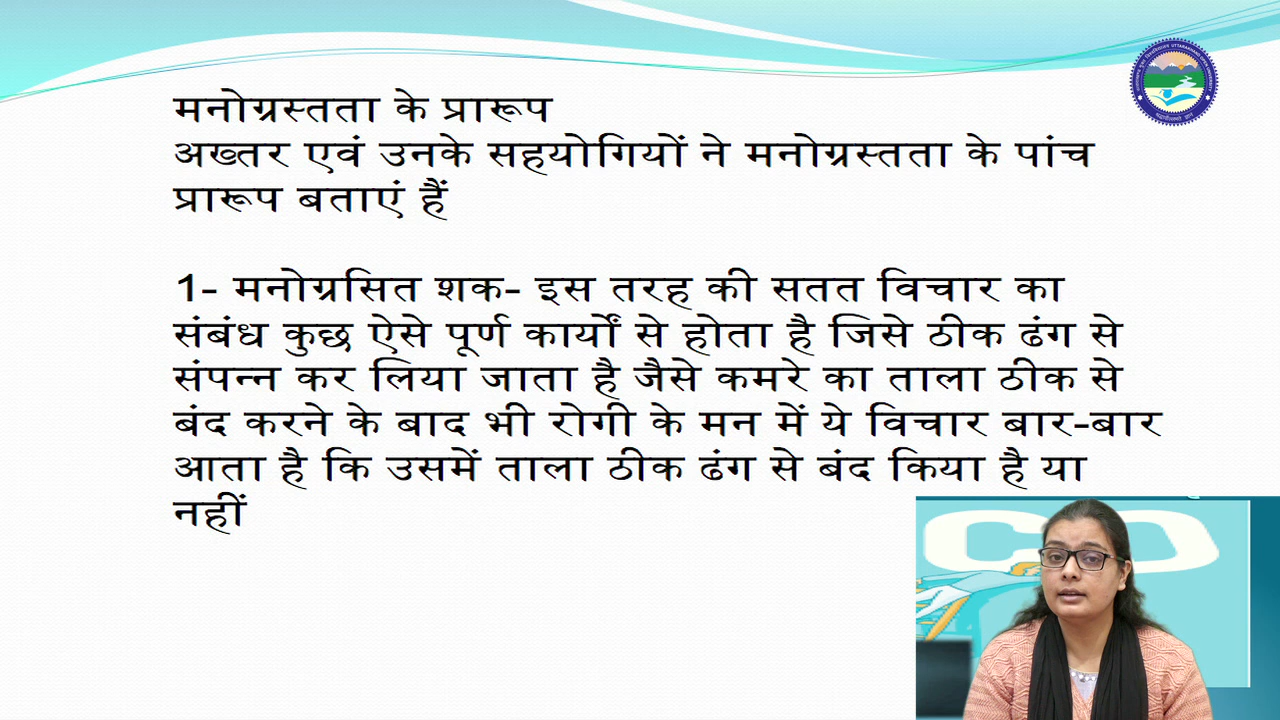 मनोग्रस्तता के प्रारूप
अख्तर एवं उनके सहयोगियों ने मनोग्रस्तता के पांच
प्रारूप बताएं हैं
1- मनोग्रसित शक- इस तरह की सतत विचार का
संबंध कुछ ऐसे पूर्ण कार्यों से होता है जिसे ठीक ढंग से
संपन्न कर लिया जाता है जैसे कमरे का ताला ठीक से
बंद करने के बाद भी रोगी के मन में ये विचार बार-बार
आता है कि उसमें ताला ठीक ढंग से बंद किया है या
नहीं